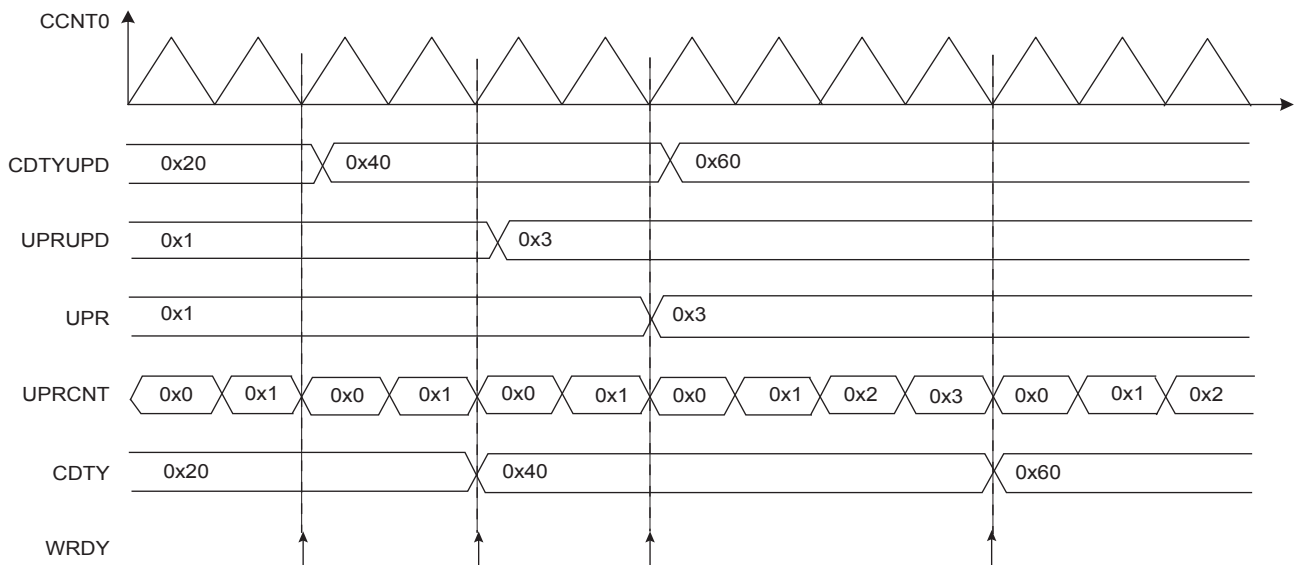 CCNT0
CDTYUPD 0x20 0x40 0x60
UPRUPD 0x1 0x3
UPR 0x1 0x3
UPRCNT 0x0 0x1 0x0 0x1 0x0 0x1 0x0 0x1 0x2 0x3 0x0 0x1 0x2
CDTY 0x20 0x40 0x60
WRDY